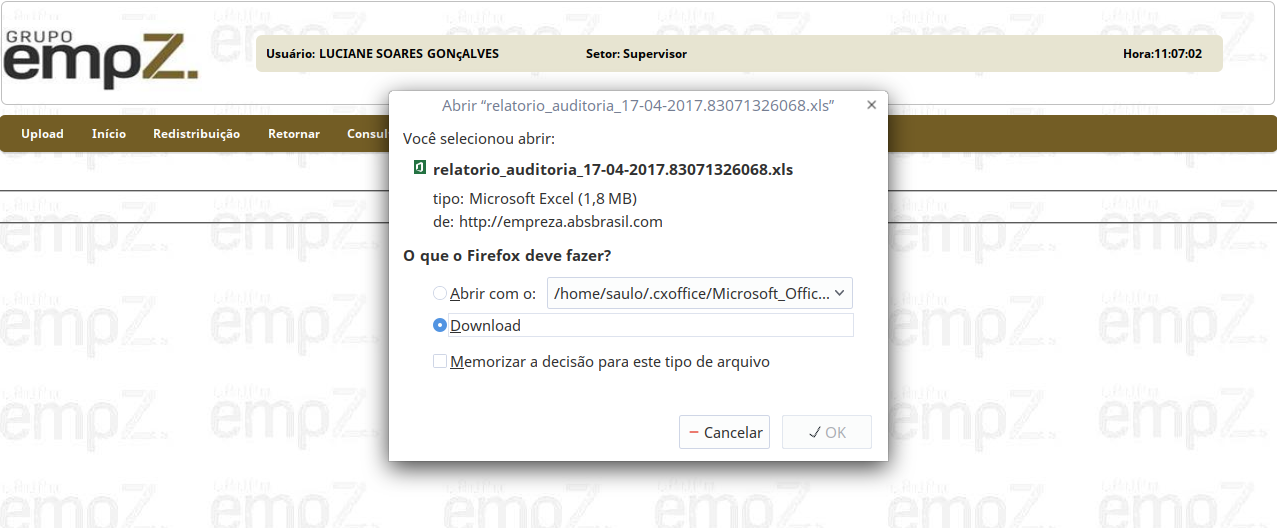 GRUPO
empZ.
Usuário: LUCIANE SOARES GONçALVES Setor: Supervisor Hora:11:07:02
Upload Início Redistribuição Retornar Consul
Abrir “relatorio_auditoria_17-04-2017.83071326068.xls”
Você selecionou abrir:
relatorio_auditoria_17-04-2017.83071326068.xls
tipo: Microsoft Excel (1,8 MB)
de: http://empreza.absbrasil.com
O que o Firefox deve fazer?
Abrir com o: /home/saulo/.cxoffice/Microsoft_Offic...
Download
Memorizar a decisão para este tipo de arquivo
Cancelar OK